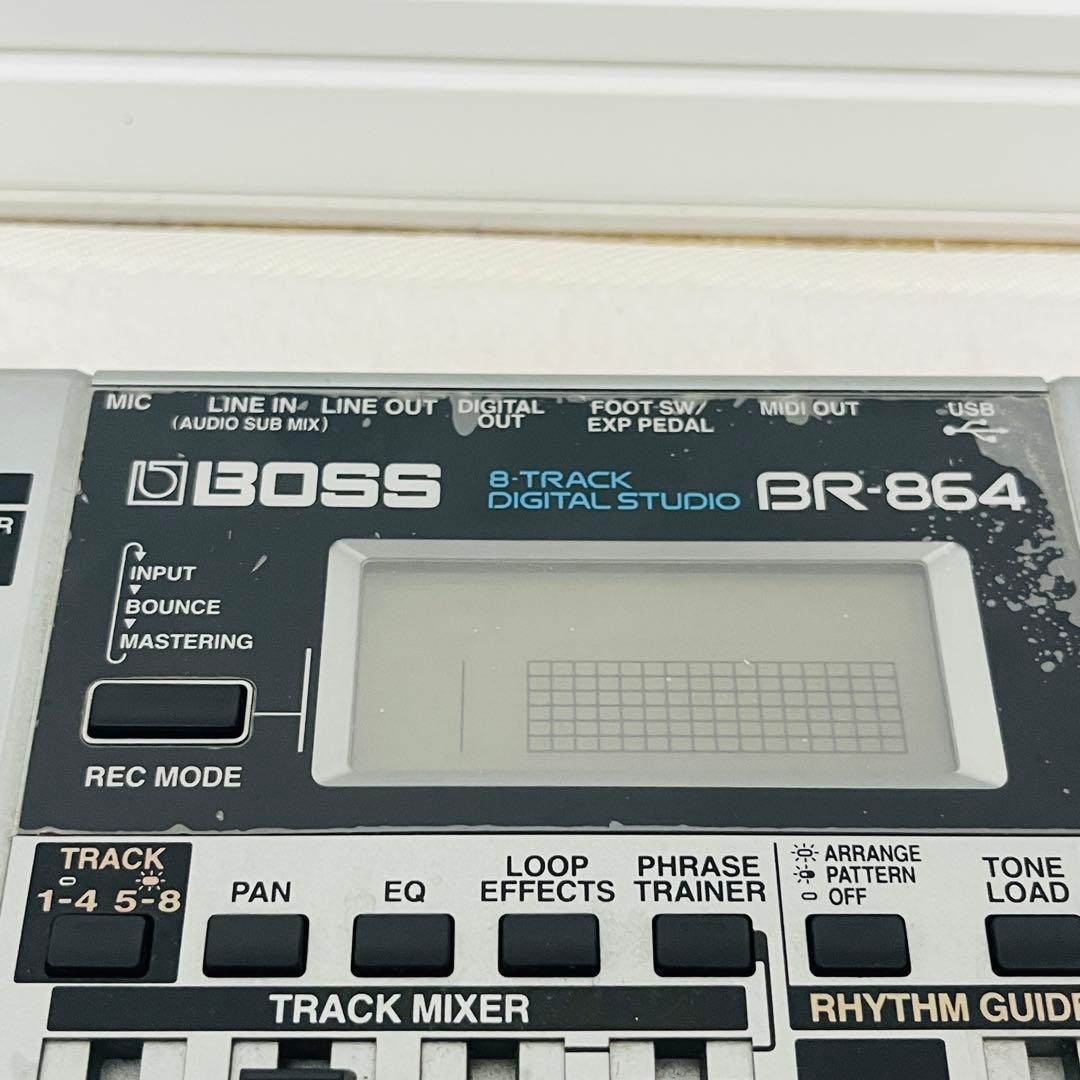 MIC LINE IN LINE OUT DIGITAL OUT FOOT SW/ EXP PEDAL MIDI OUT USB
(AUDIO SUB MIX)
BOSS
8-TRACK
DIGITAL STUDIO
BR-864
INPUT
BOUNCE
MASTERING
REC MODE
R
TRACK
1-4 5-8
PAN
EQ
LOOP
EFFECTS
PHRASE
TRAINER
ARRANGE
PATTERN
OFF
TONE
LOAD
TRACK MIXER
RHYTHM GUIDE